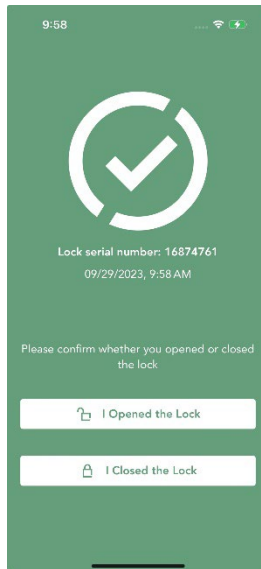 9:58
Lock serial number: 16874761
09/29/2023, 9:58 AM
Please confirm whether you opened or closed
the lock
I Opened the Lock
I Closed the Lock